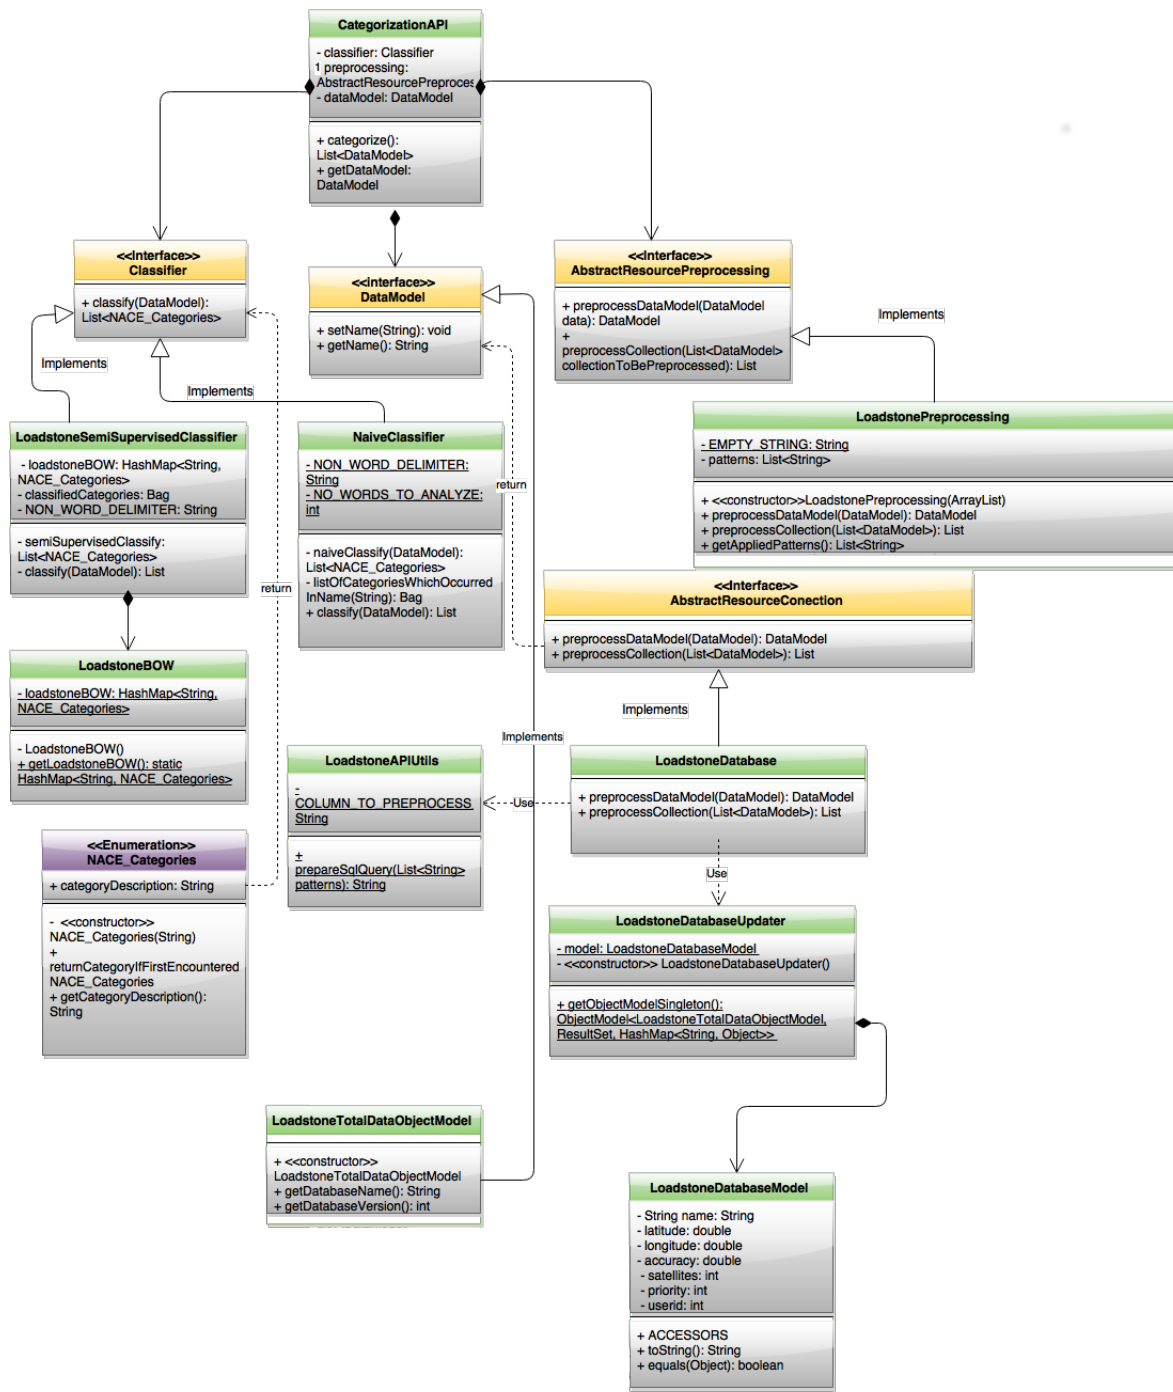 CategorizationAPI
- classifier: Classifier
1 preprocessing:
AbstractResourcePreproces
- dataModel: DataModel
+ categorize():
List<DataModel>
+ getDataModel:
DataModel
<<Interface>>
Classifier
+ classify(DataModel):
List<NACE_Categories>
<<interface>>
DataModel
+ setName(String): void
+ getName(): String
<<Interface>>
AbstractResourcePreprocessing
+ preprocessDataModel(DataModel
data): DataModel
+
preprocessCollection(List<DataModel>
collectionToBePreprocessed): List
Implements
Implements
Implements
LoadstoneSemiSupervisedClassifier
- loadstoneBOW: HashMap<String,
NACE_Categories>
- classifiedCategories: Bag
- NON_WORD_DELIMITER: String
- semiSupervisedClassify:
List<NACE_Categories>
- classify(DataModel): List
NaiveClassifier
- NON_WORD_DELIMITER:
String
- NO_WORDS_TO_ANALYZE:
int
- naiveClassify(DataModel):
List<NACE_Categories>
- listOfCategoriesWhichOccurred
InName(String): Bag
+ classify(DataModel): List
return
return
LoadstonePreprocessing
- EMPTY_STRING: String
- patterns: List<String>
+ <<constructor>>LoadstonePreprocessing(ArrayList)
+ preprocessDataModel(DataModel): DataModel
+ preprocessCollection(List<DataModel>): List
+ getAppliedPatterns(): List<String>
<<Interface>>
AbstractResourceConection
+ preprocessDataModel(DataModel): DataModel
+ preprocessCollection(List<DataModel>): List
LoadstoneBOW
- loadstoneBOW: HashMap<String,
NACE_Categories>
- LoadstoneBOW()
+ getLoadstoneBOW(): static
HashMap<String, NACE_Categories>
Implements
Implements
LoadstoneAPIUtils
-
COLUMN_TO_PREPROCESS
String
+
prepareSqlQuery(List<String>
patterns): String
Use
LoadstoneDatabase
+ preprocessDataModel(DataModel): DataModel
+ preprocessCollection(List<DataModel>): List
Use
<<Enumeration>>
NACE_Categories
+ categoryDescription: String
- <<constructor>>
NACE_Categories(String)
+
returnCategoryIfFirstEncountered
NACE_Categories
+ getCategoryDescription():
String
LoadstoneDatabaseUpdater
- model: LoadstoneDatabaseModel
- <<constructor>> LoadstoneDatabaseUpdater()
+ getObjectModelSingleton():
ObjectModel<LoadstoneTotalDataObjectModel,
ResultSet, HashMap<String, Object>>
LoadstoneTotalDataObjectModel
+ <<constructor>>
LoadstoneTotalDataObjectModel
+ getDatabaseName(): String
+ getDatabaseVersion(): int
LoadstoneDatabaseModel
- String name: String
- latitude: double
- longitude: double
- accuracy: double
- satellites: int
- priority: int
- userid: int
+ ACCESSORS
+ toString(): String
+ equals(Object): boolean